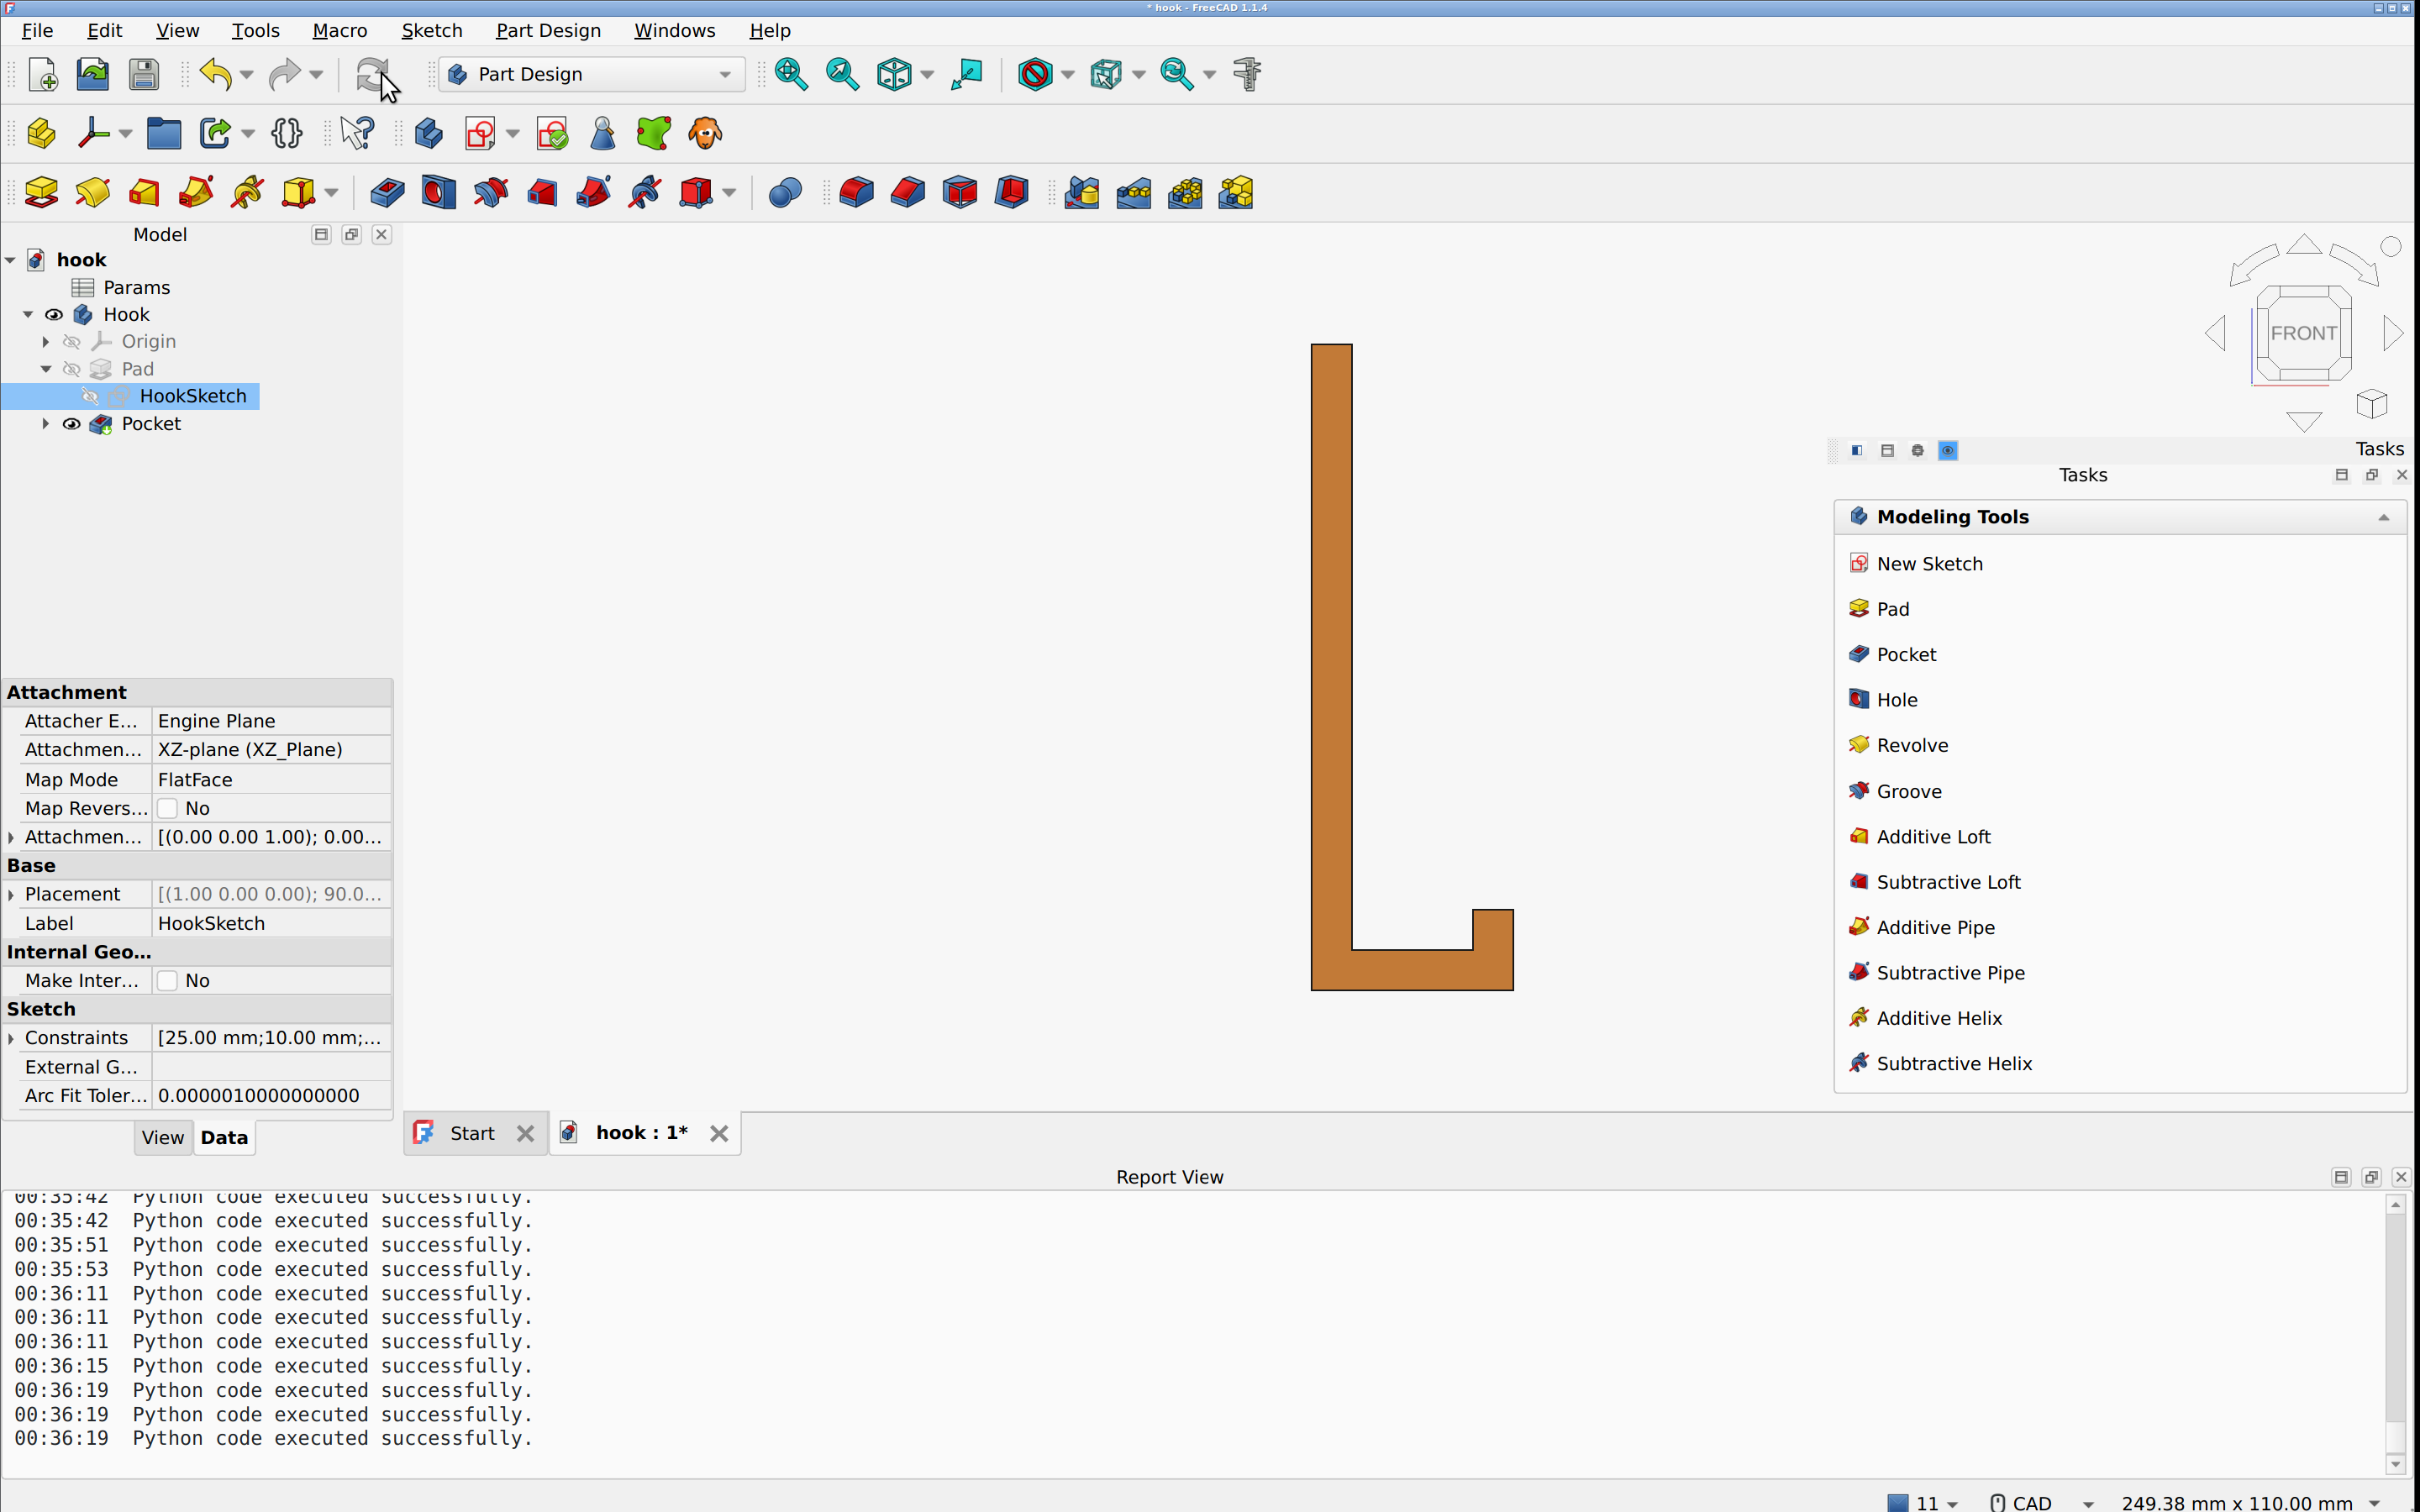 * hook - FreeCAD 1.1.4
File Edit View Tools Macro Sketch Part Design Windows Help
Part Design
Model
hook
Params
Hook
Origin
Pad
HookSketch
Pocket
FRONT
Tasks
Tasks
Modeling Tools
New Sketch
Pad
Pocket
Hole
Revolve
Groove
Additive Loft
Subtractive Loft
Additive Pipe
Subtractive Pipe
Additive Helix
Subtractive Helix
Attachment
Attacher E... Engine Plane
Attachmen... XZ-plane (XZ_Plane)
Map Mode FlatFace
Map Revers... No
Attachmen... [(0.00 0.00 1.00); 0.00...
Base
Placement [(1.00 0.00 0.00); 90.0...
Label HookSketch
Internal Geo...
Make Inter... No
Sketch
Constraints [25.00 mm;10.00 mm;...
External G...
Arc Fit Toler... 0.0000010000000000
View Data
Start hook : 1*
Report View
00:35:42 Python code executed successfully.
00:35:42 Python code executed successfully.
00:35:51 Python code executed successfully.
00:35:53 Python code executed successfully.
00:36:11 Python code executed successfully.
00:36:11 Python code executed successfully.
00:36:11 Python code executed successfully.
00:36:15 Python code executed successfully.
00:36:19 Python code executed successfully.
00:36:19 Python code executed successfully.
00:36:19 Python code executed successfully.
11 CAD 249.38 mm x 110.00 mm